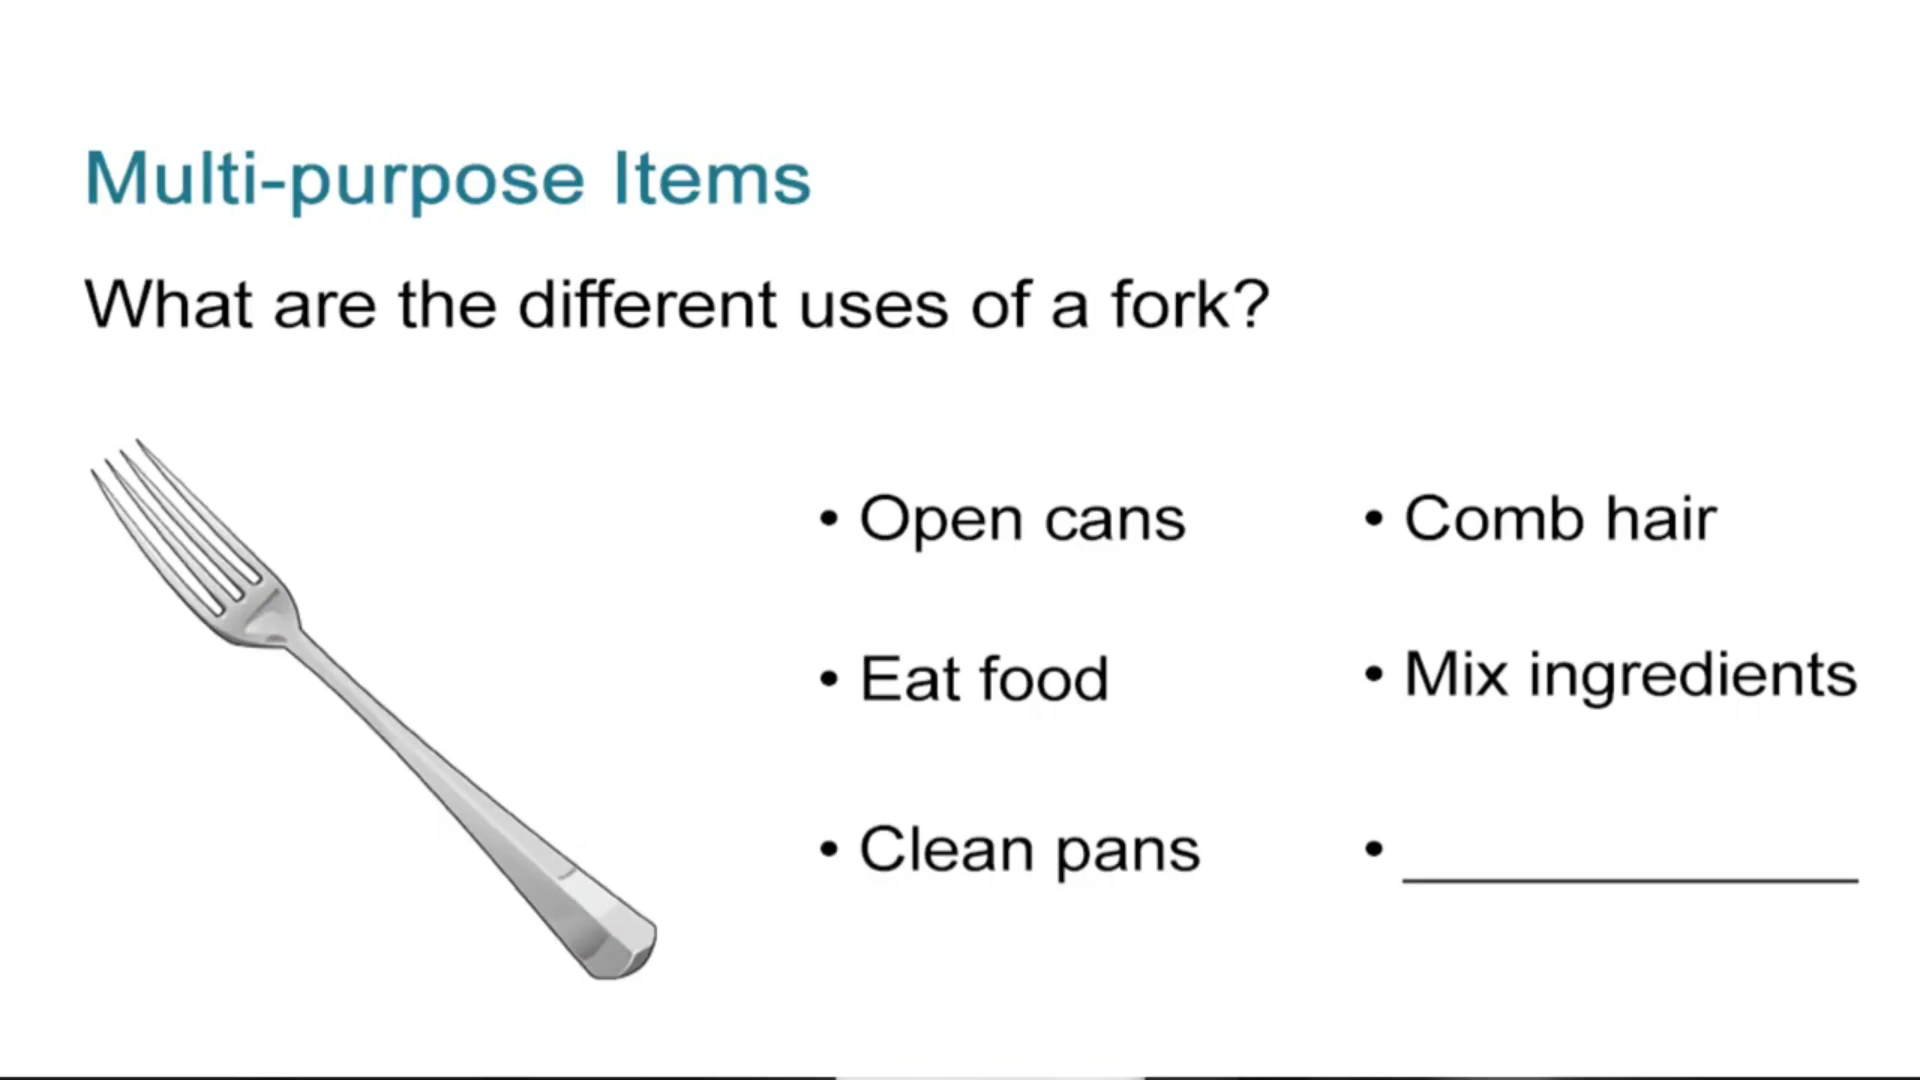 Multi-purpose Items
What are the different uses of a fork?
• Open cans
• Eat food
• Clean pans
• Comb hair
• Mix ingredients
• ______________